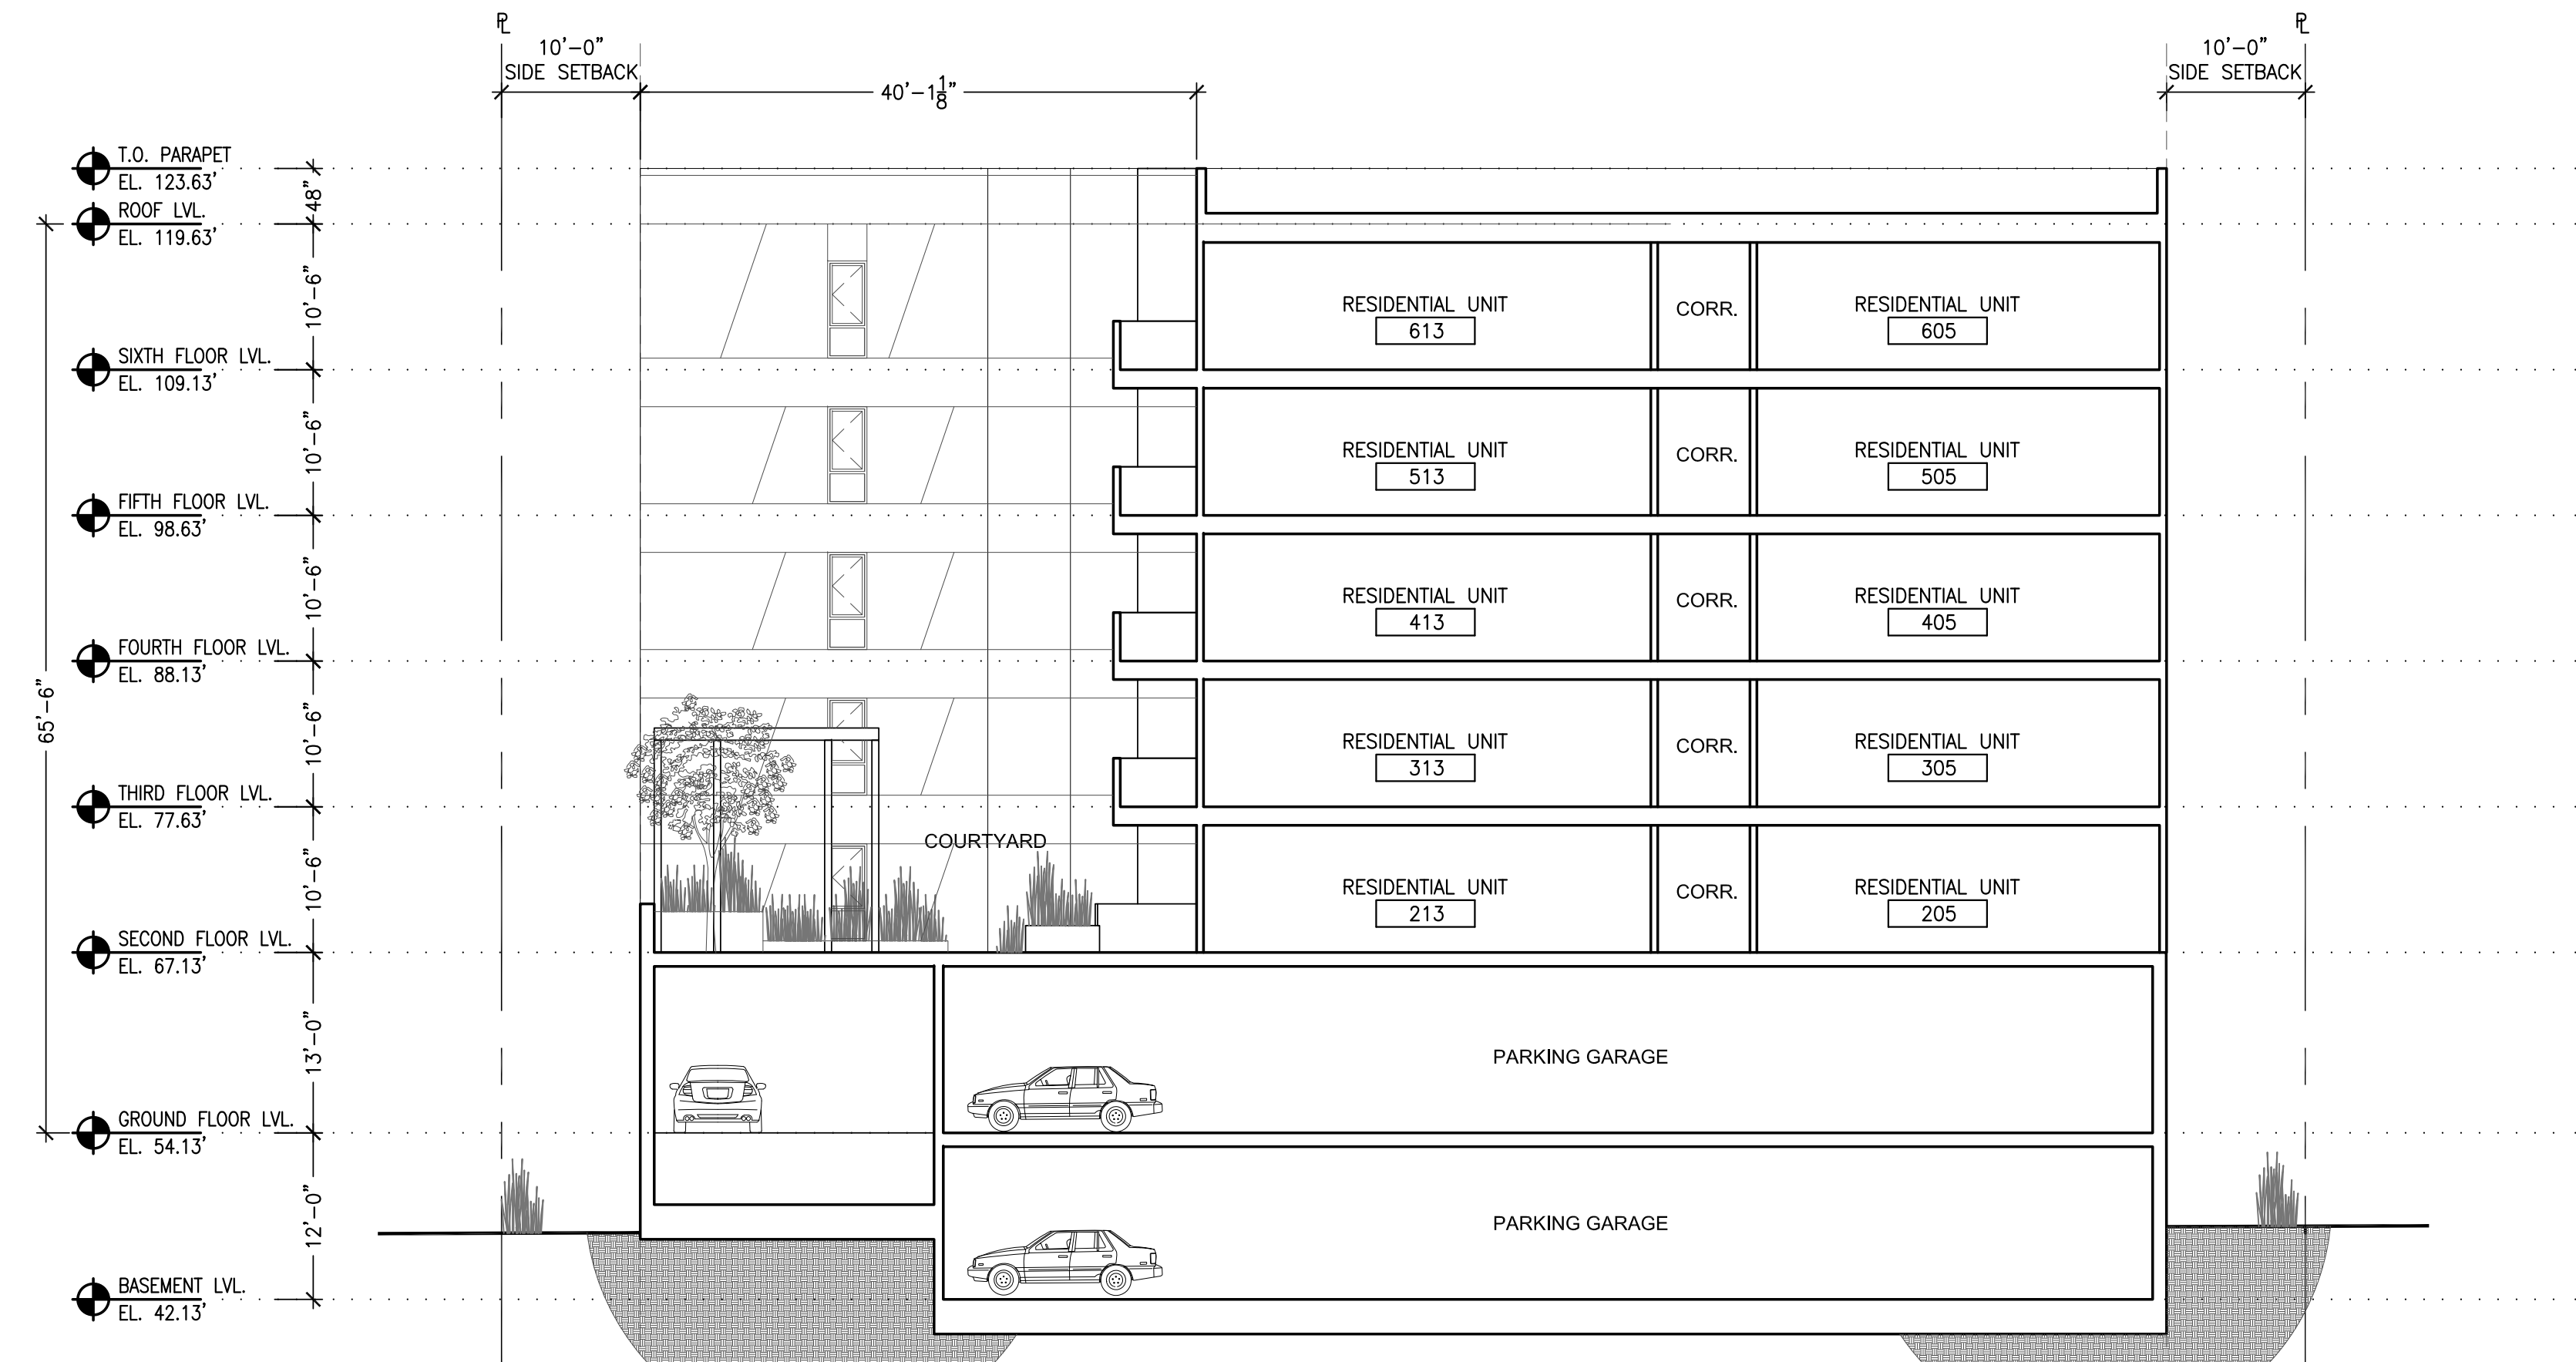 PL
PL
10'-0"
SIDE SETBACK
10'-0"
SIDE SETBACK
40'-1 1/8"
T.O. PARAPET
EL. 123.63'
48"
ROOF LVL.
EL. 119.63'
10'-6"
RESIDENTIAL UNIT
613
CORR.
RESIDENTIAL UNIT
605
SIXTH FLOOR LVL.
EL. 109.13'
10'-6"
RESIDENTIAL UNIT
513
CORR.
RESIDENTIAL UNIT
505
FIFTH FLOOR LVL.
EL. 98.63'
10'-6"
RESIDENTIAL UNIT
413
CORR.
RESIDENTIAL UNIT
405
FOURTH FLOOR LVL.
EL. 88.13'
65'-6"
10'-6"
RESIDENTIAL UNIT
313
CORR.
RESIDENTIAL UNIT
305
THIRD FLOOR LVL.
EL. 77.63'
COURTYARD
10'-6"
RESIDENTIAL UNIT
213
CORR.
RESIDENTIAL UNIT
205
SECOND FLOOR LVL.
EL. 67.13'
13'-0"
PARKING GARAGE
GROUND FLOOR LVL.
EL. 54.13'
12'-0"
PARKING GARAGE
BASEMENT LVL.
EL. 42.13'